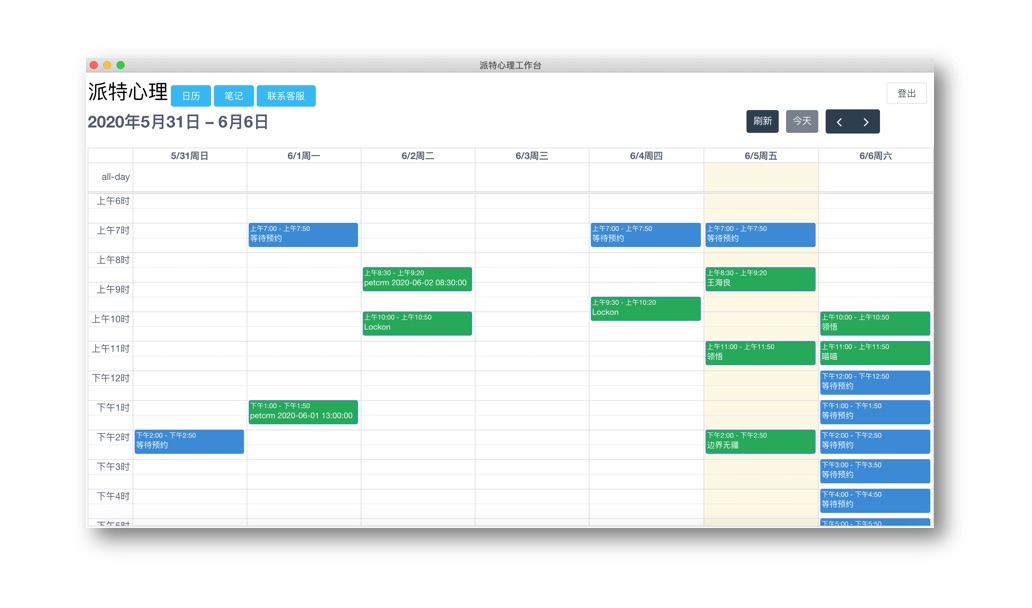 派特心理工作台
派特心理 日历 笔记 联系客服 登出
2020年5月31日 – 6月6日 刷新 今天
5/31周日 6/1周一 6/2周二 6/3周三 6/4周四 6/5周五 6/6周六
all-day
上午6时
上午7时
上午7:00 - 上午7:50 上午7:00 - 上午7:50 上午7:00 - 上午7:50
等待预约 等待预约 等待预约
上午8时
上午8:30 - 上午9:20 上午8:30 - 上午9:20
petcrm 2020-06-02 08:30:00 王海良
上午9时
上午9:30 - 上午10:20
Lockon
上午10时
上午10:00 - 上午10:50 上午10:00 - 上午10:50
Lockon 领悟
上午11时
上午11:00 - 上午11:50 上午11:00 - 上午11:50
领悟 喵喵
下午12时
下午12:00 - 下午12:50
等待预约
下午1时
下午1:00 - 下午1:50 下午1:00 - 下午1:50
petcrm 2020-06-01 13:00:00 等待预约
下午2时
下午2:00 - 下午2:50 下午2:00 - 下午2:50 下午2:00 - 下午2:50
等待预约 边界无疆 等待预约
下午3时
下午3:00 - 下午3:50
等待预约
下午4时
下午4:00 - 下午4:50
等待预约
下午5时
下午5:00 - 下午5:50